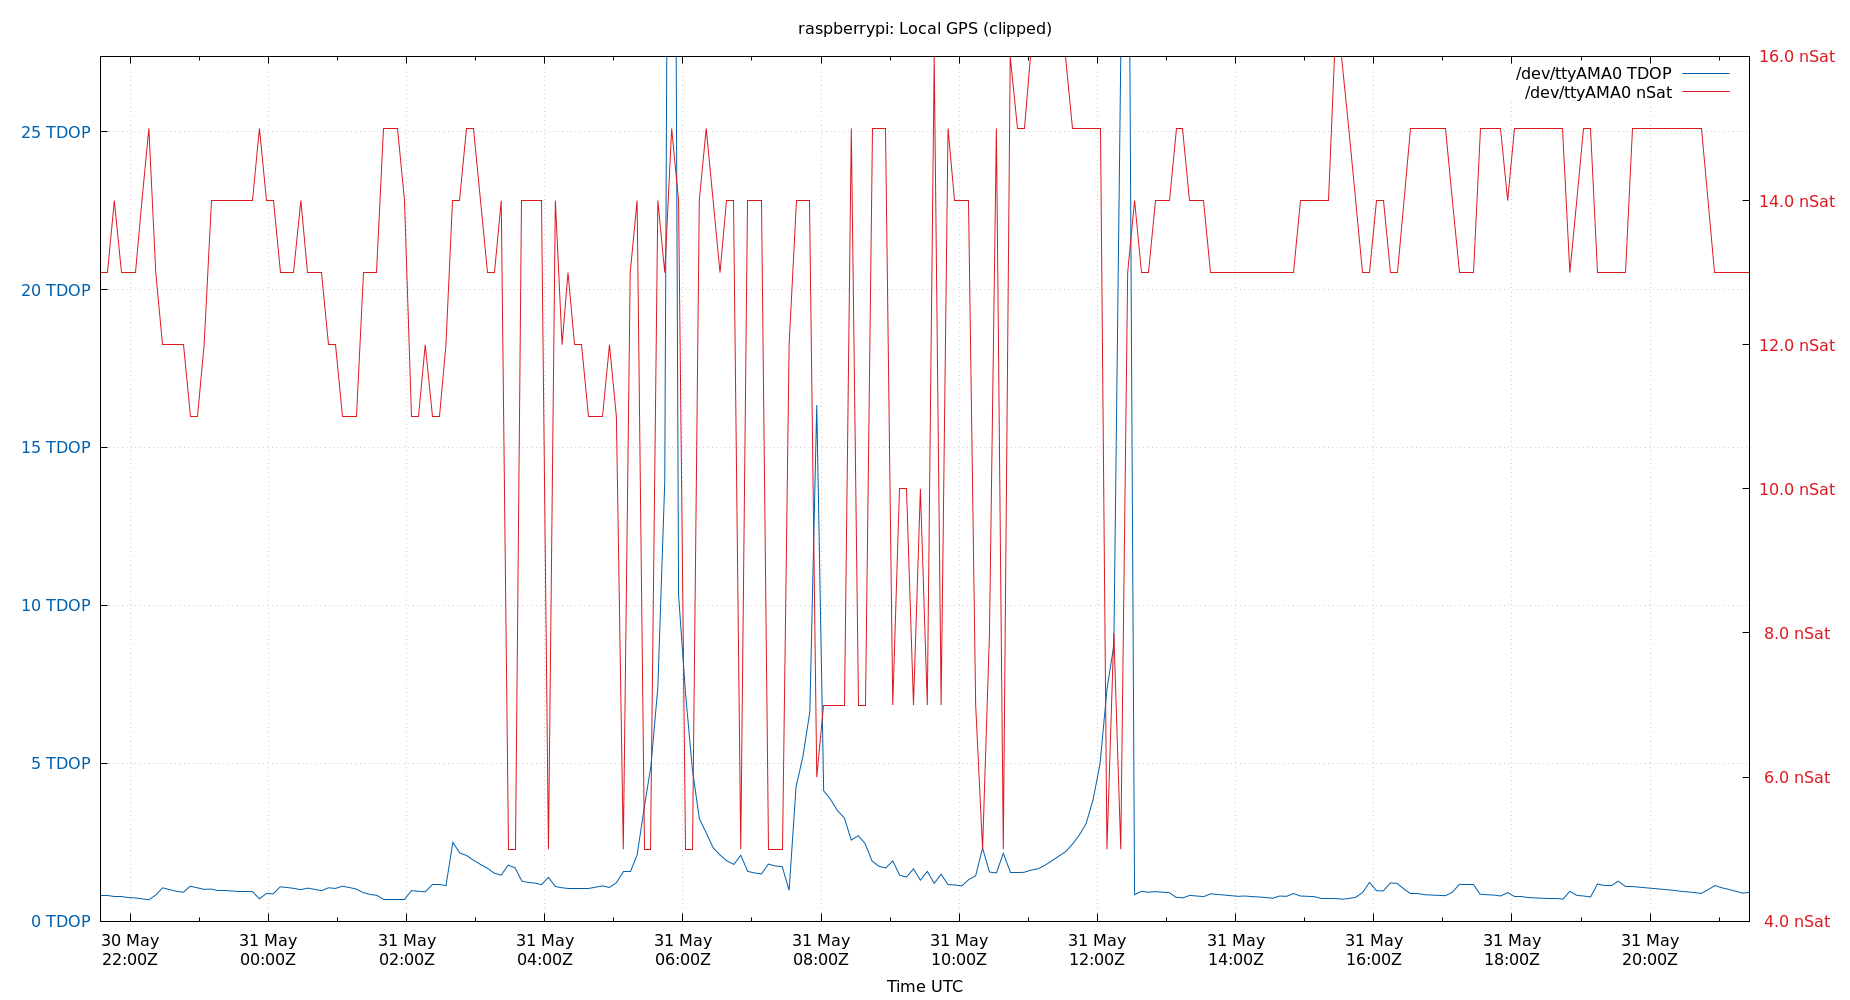 raspberrypi: Local GPS (clipped)
/dev/ttyAMA0 TDOP
/dev/ttyAMA0 nSat
25 TDOP
20 TDOP
15 TDOP
10 TDOP
5 TDOP
0 TDOP
16.0 nSat
14.0 nSat
12.0 nSat
10.0 nSat
8.0 nSat
6.0 nSat
4.0 nSat
30 May 31 May 31 May 31 May 31 May 31 May 31 May 31 May 31 May 31 May 31 May 31 May
22:00Z 00:00Z 02:00Z 04:00Z 06:00Z 08:00Z 10:00Z 12:00Z 14:00Z 16:00Z 18:00Z 20:00Z
Time UTC